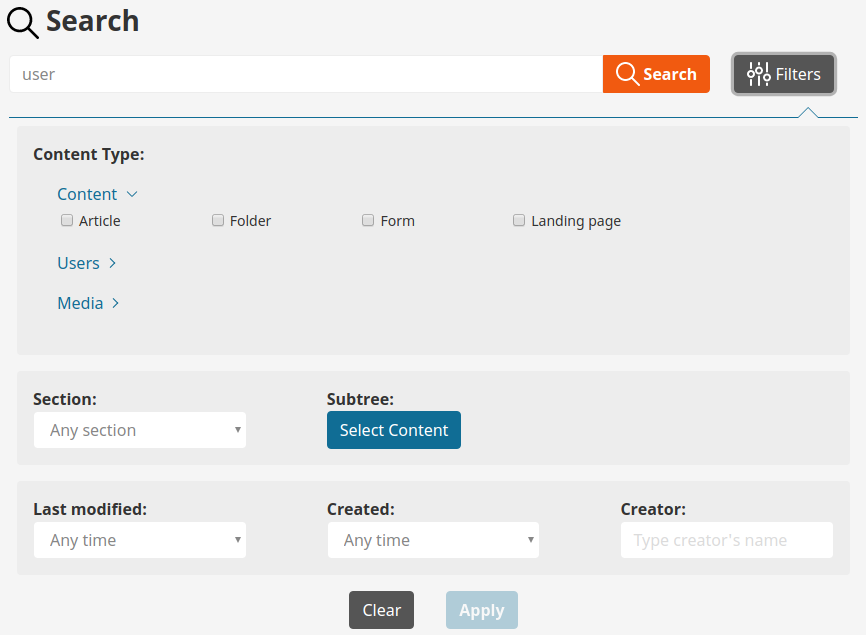 Search
user
Search
Filters
Content Type:
Content
Article Folder Form Landing page
Users
Media
Section: Subtree:
Any section Select Content
Last modified: Created: Creator:
Any time Any time Type creator's name
Clear Apply